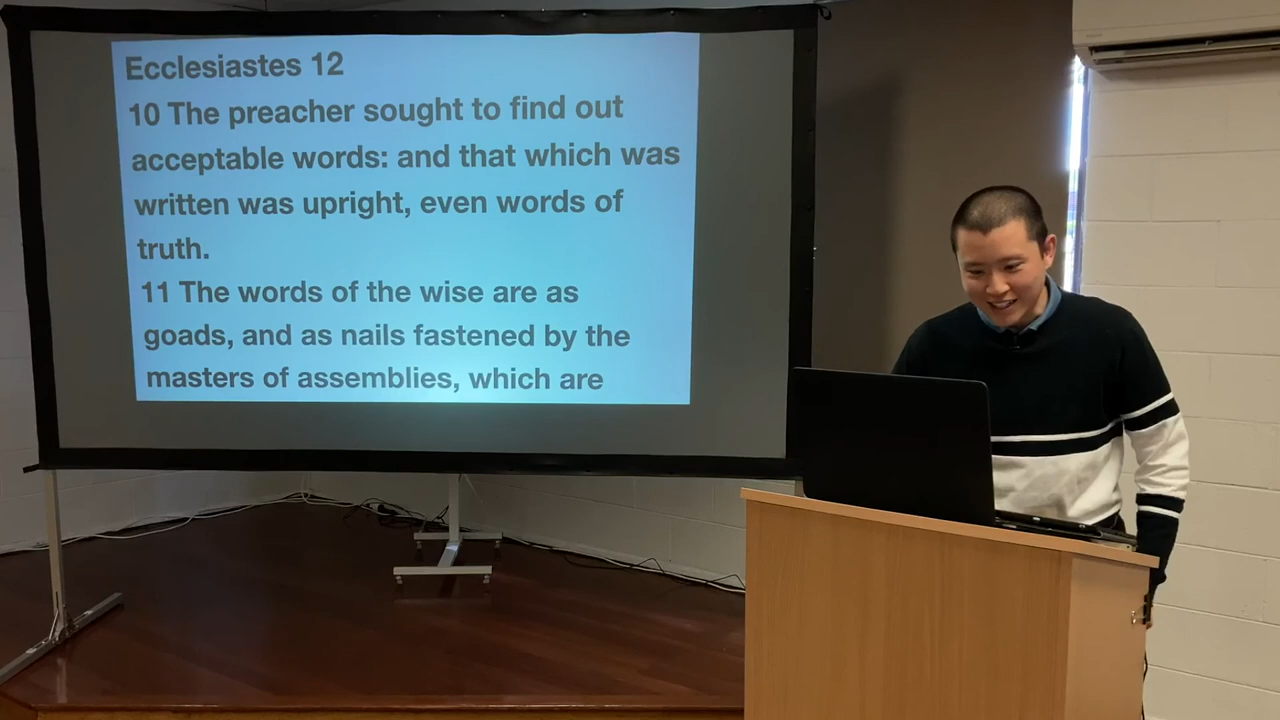 Ecclesiastes 12
10 The preacher sought to find out
acceptable words: and that which was
written was upright, even words of
truth.
11 The words of the wise are as
goads, and as nails fastened by the
masters of assemblies, which are